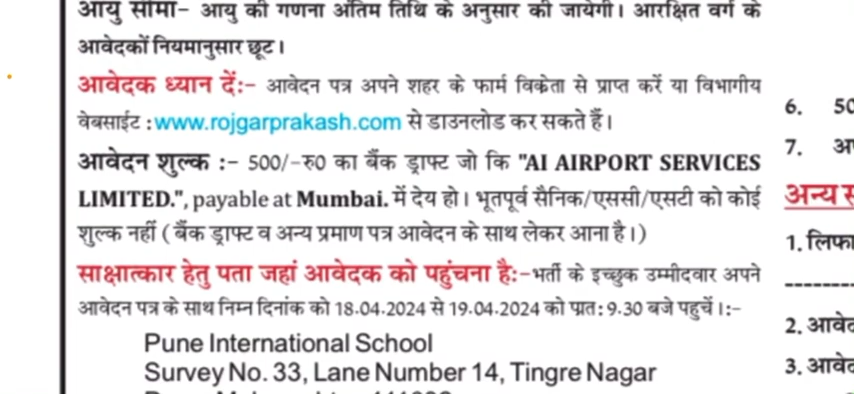 आयु सीमा- आयु की गणना अंतिम तिथि के अनुसार की जायेगी। आरक्षित वर्ग के
आवेदकों नियमानुसार छूट।
आवेदक ध्यान दें:- आवेदन पत्र अपने शहर के फार्म विक्रेता से प्राप्त करें या विभागीय
वेबसाईट : www.rojgarprakash.com से डाउनलोड कर सकते हैं।
आवेदन शुल्क :- 500/-रु0 का बैंक ड्राफ्ट जो कि "AI AIRPORT SERVICES
LIMITED.", payable at Mumbai. में देय हो। भूतपूर्व सैनिक/एससी/एसटी को कोई
शुल्क नहीं ( बैंक ड्राफ्ट व अन्य प्रमाण पत्र आवेदन के साथ लेकर आना है।)
साक्षात्कार हेतु पता जहां आवेदक को पहुंचना है:-भर्ती के इच्छुक उम्मीदवार अपने
आवेदन पत्र के साथ निम्न दिनांक को 18.04.2024 से 19.04.2024 को प्रात: 9.30 बजे पहुचें।:-
Pune International School
Survey No. 33, Lane Number 14, Tingre Nagar
6. 50
7.
अन्य
1. लिफा
2. आवेद
3. आवेद